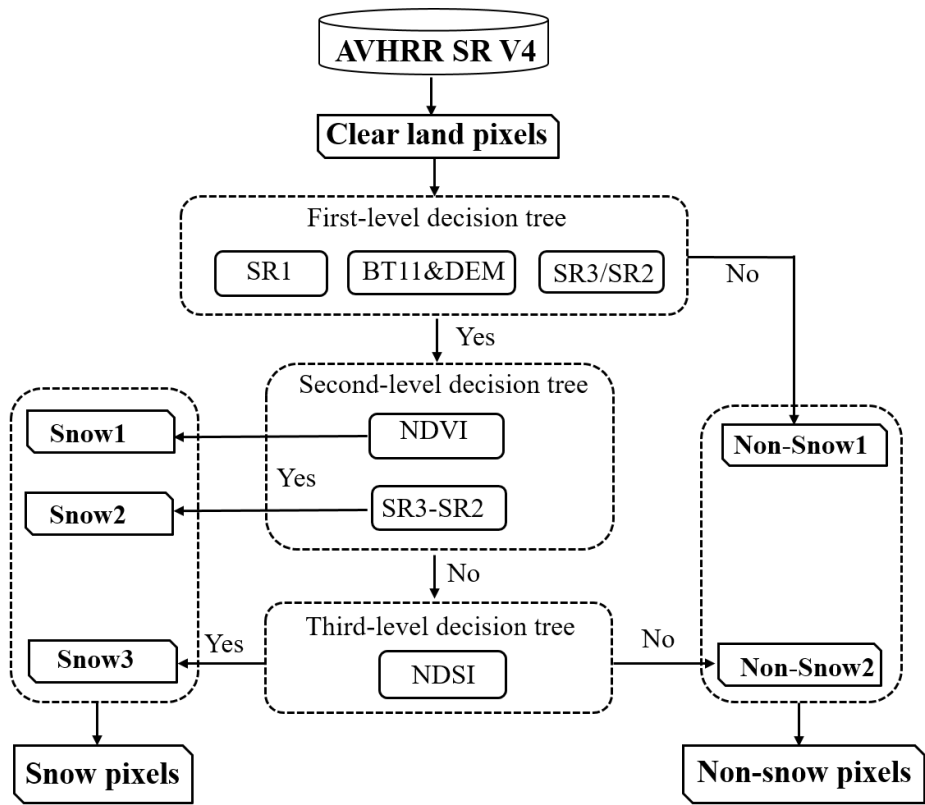 AVHRR SR V4
Clear land pixels
First-level decision tree
SR1
BT11&DEM
SR3/SR2
No
Yes
Second-level decision tree
NDVI
Snow1
Non-Snow1
Yes
SR3-SR2
Snow2
No
Third-level decision tree
Yes
No
Snow3
NDSI
Non-Snow2
Snow pixels
Non-snow pixels